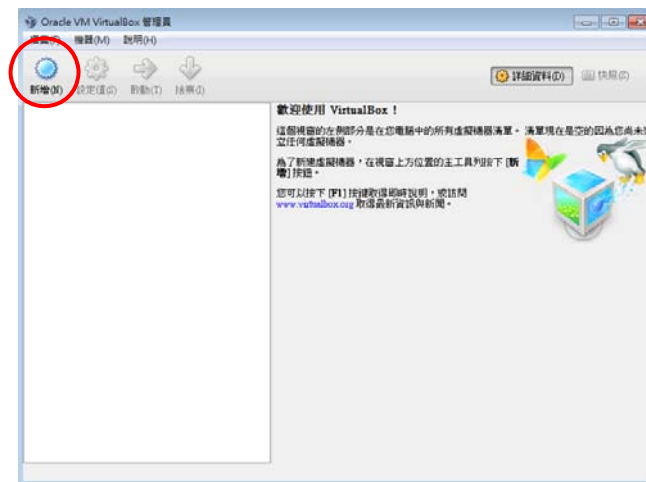 Oracle VM VirtualBox 管理員
機器(M) 說明(H)
新增(N) 設定值(S) 啟動(T) 捨棄(I)
詳細資料(D) 快照(S)
歡迎使用 VirtualBox！
這個視窗的左側部分是在您電腦中的所有虛擬機器清單。 清單現在是空的因為您尚未
立任何虛擬機器。
為了新建虛擬機器，在視窗上方位置的主工具列按下 [新
增] 按鈕。
您可以按下 [F1] 按鍵取得即時說明，或訪問
www.virtualbox.org 取得最新資訊與新聞。